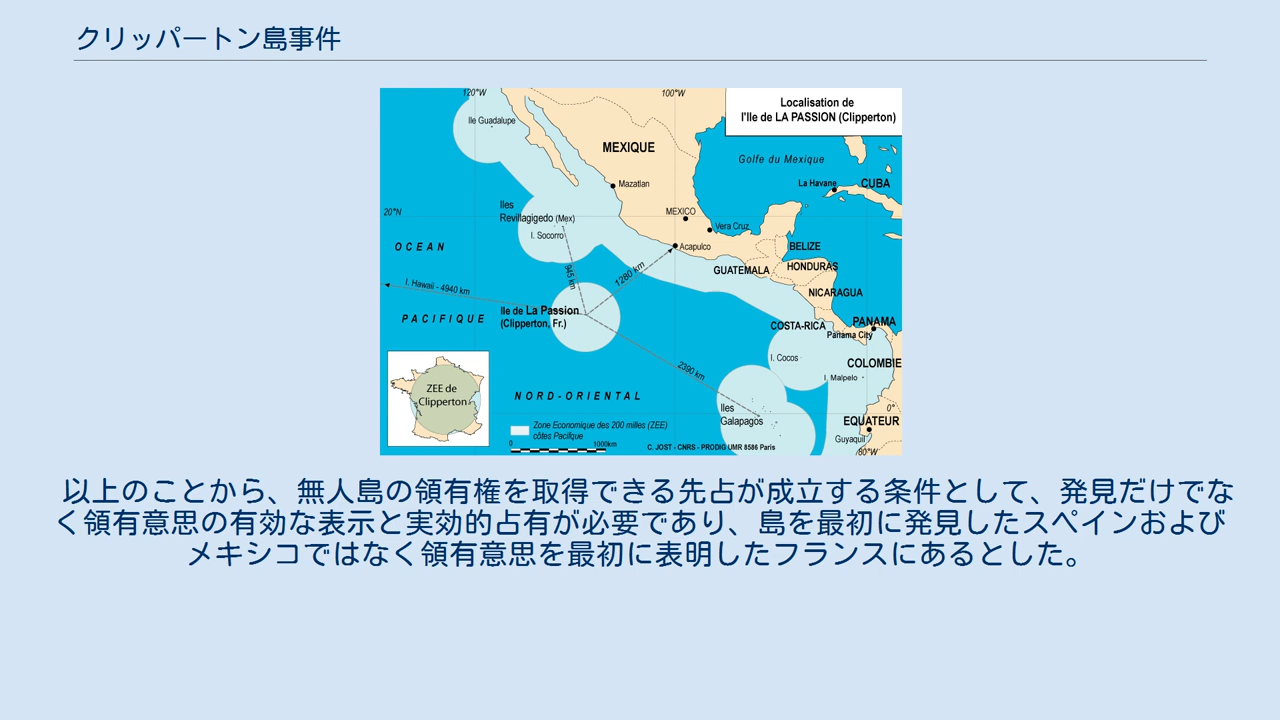 クリッパートン島事件
120°W
100°W
Localisation de
l'Ile de LA PASSION (Clipperton)
Ile Guadalupe
MEXIQUE
Golfe du Mexique
Mazatlan
La Havane
CUBA
Iles
Revillagigedo (Mex)
20°N
MEXICO
Vera Cruz
I. Socorro
OCEAN
Acapulco
BELIZE
GUATEMALA
HONDURAS
945 km
1280 km
I. Hawaii - 4940 km
NICARAGUA
Ile de La Passion
(Clipperton, Fr.)
PACIFIQUE
COSTA-RICA
PANAMA
Panama City
I. Cocos
COLOMBIE
2390 km
I. Malpelo
ZEE de
Clipperton
NORD-ORIENTAL
Iles
Galapagos
0°
EQUATEUR
Guyaquil
Zone Economique des 200 milles (ZEE)
côtes Pacifique
0
1000km
C. JOST - CNRS - PRODIG UMR 8586 Paris
80°W
以上のことから、無人島の領有権を取得できる先占が成立する条件として、発見だけでな
く領有意思の有効な表示と実効的占有が必要であり、島を最初に発見したスペインおよび
メキシコではなく領有意思を最初に表明したフランスにあるとした。